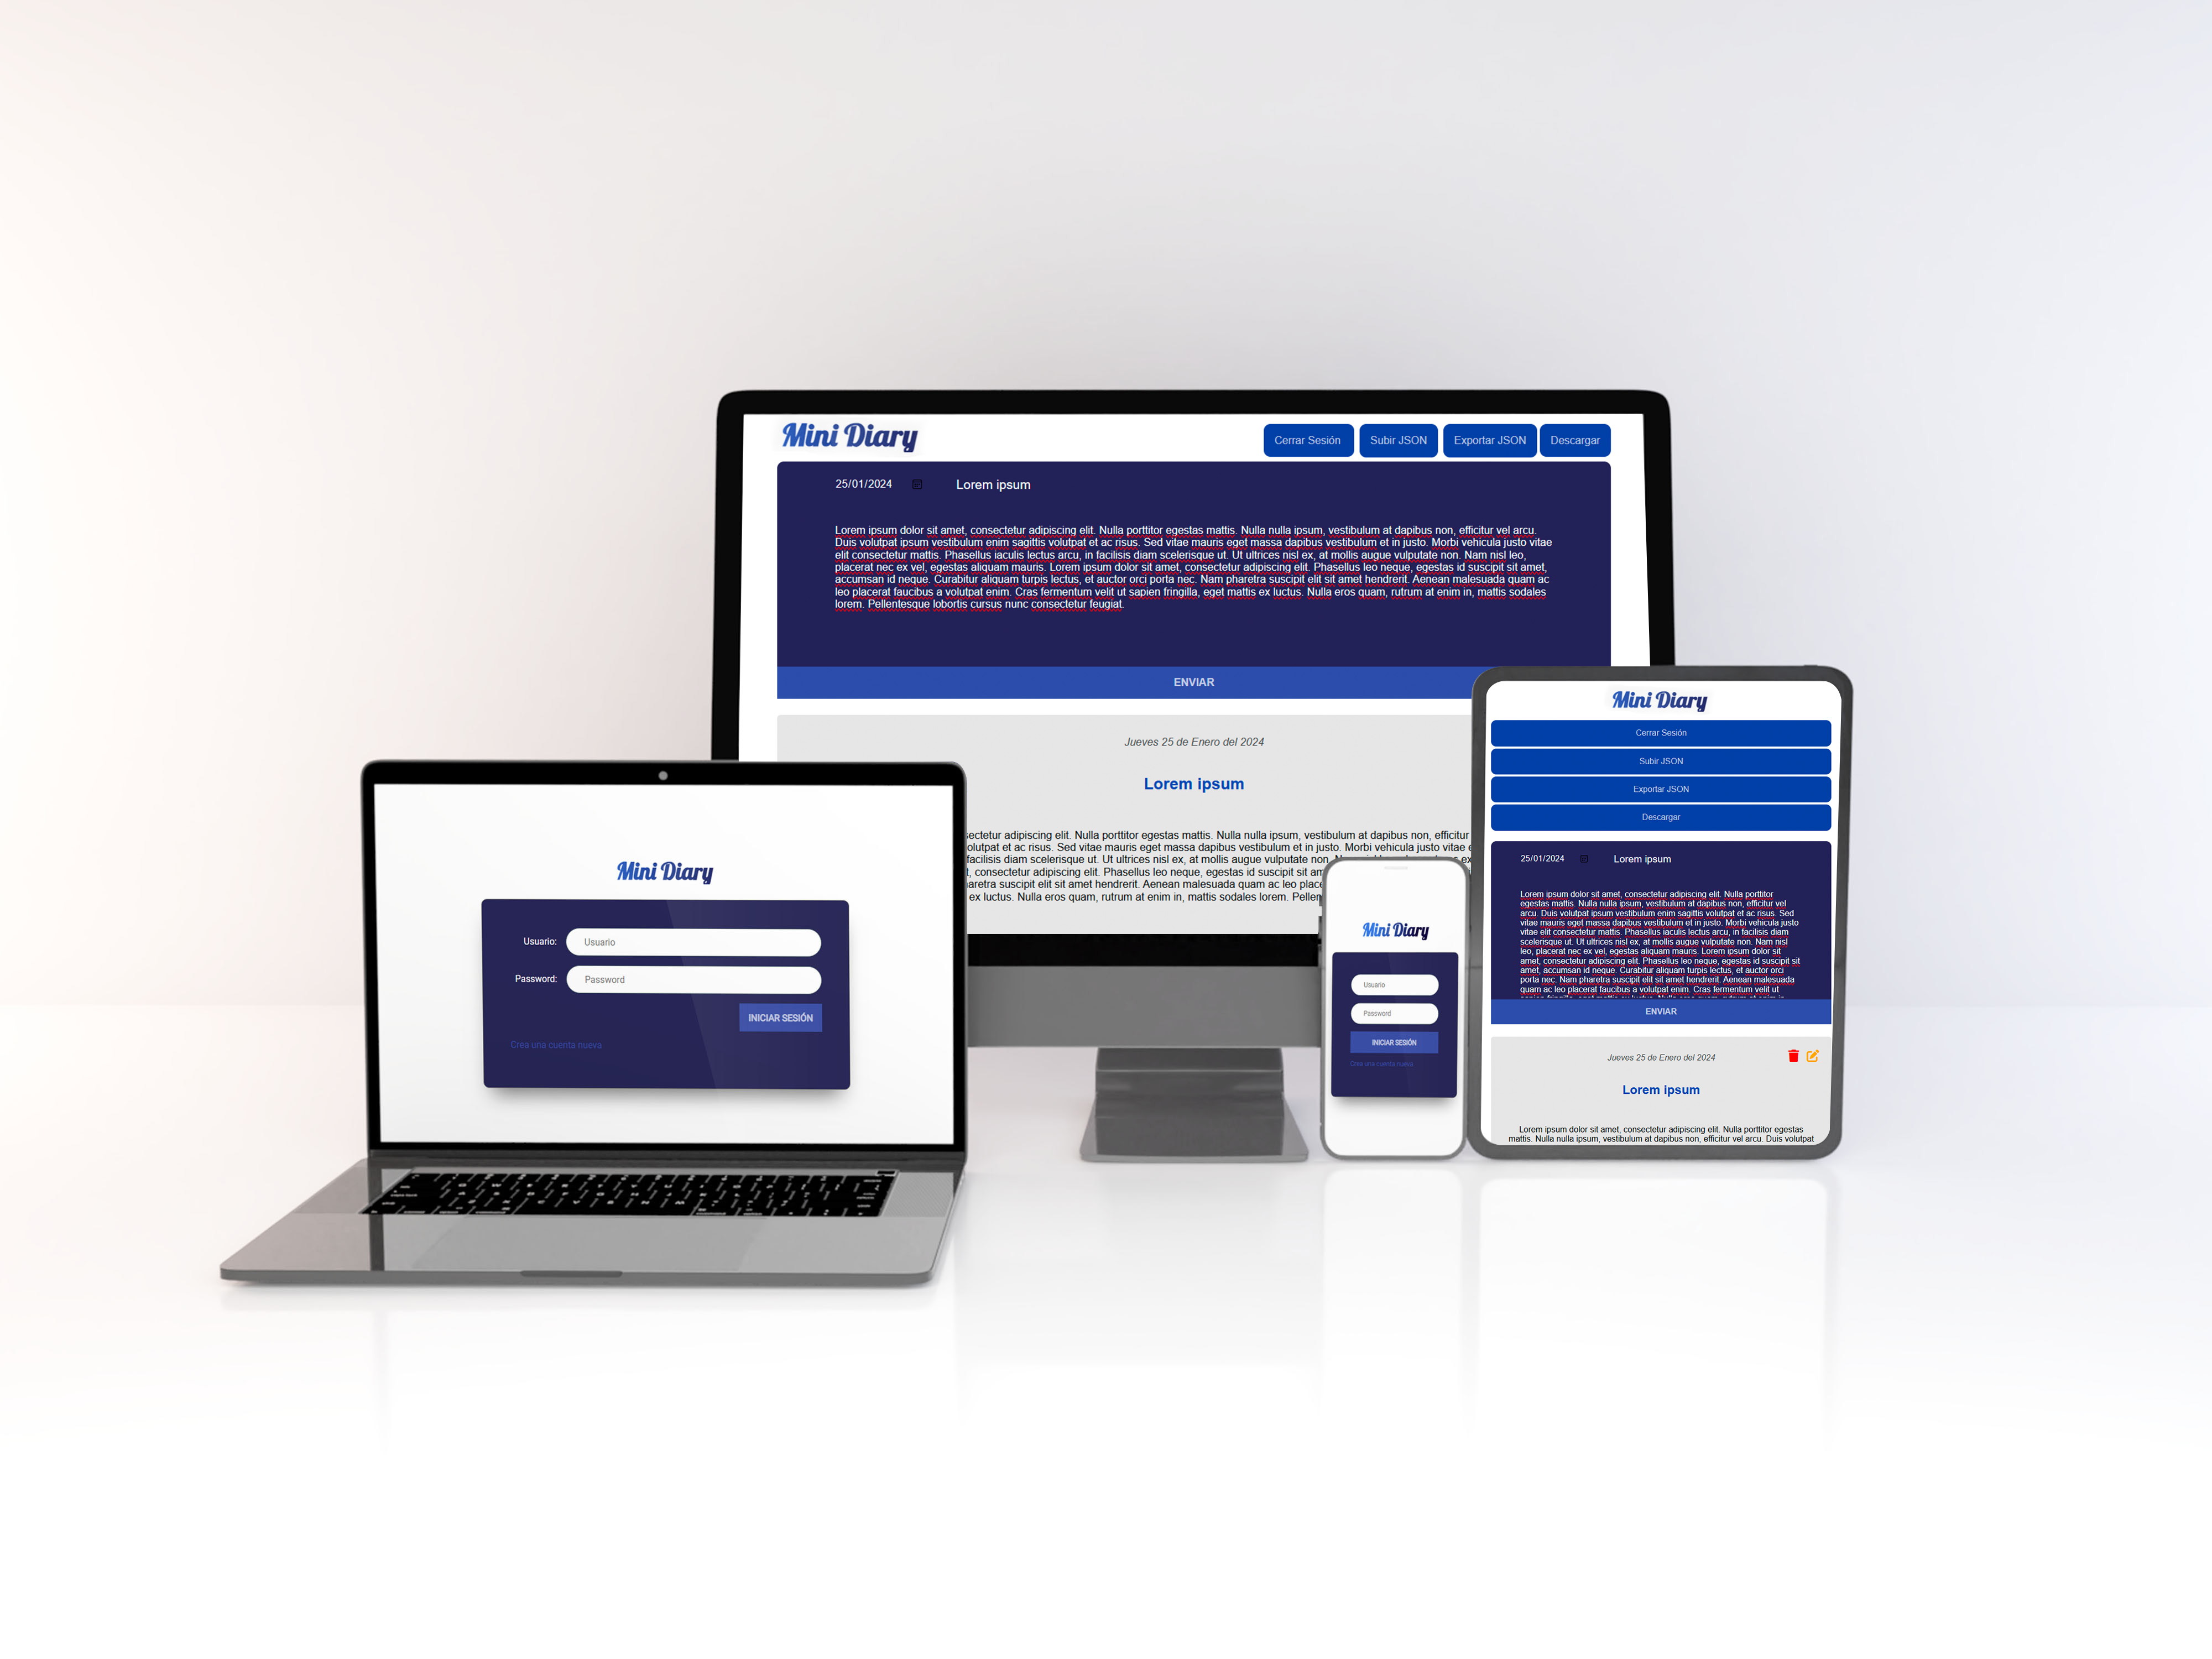 Mini Diary
Cerrar Sesión
Subir JSON
Exportar JSON
Descargar
25/01/2024
Lorem ipsum
Lorem ipsum dolor sit amet, consectetur adipiscing elit. Nulla porttitor egestas mattis. Nulla nulla ipsum, vestibulum at dapibus non, efficitur vel arcu.
Duis volutpat ipsum vestibulum enim sagittis volutpat et ac risus. Sed vitae mauris eget massa dapibus vestibulum et in justo. Morbi vehicula justo vitae
elit consectetur mattis. Phasellus iaculis lectus arcu, in facilisis diam scelerisque ut. Ut ultrices nisl ex, at mollis augue vulputate non. Nam nisl leo,
placerat nec ex vel, egestas aliquam mauris. Lorem ipsum dolor sit amet, consectetur adipiscing elit. Phasellus leo neque, egestas id suscipit sit amet,
accumsan id neque. Curabitur aliquam turpis lectus, et auctor orci porta nec. Nam pharetra suscipit elit sit amet hendrerit. Aenean malesuada quam ac
leo placerat faucibus a volutpat enim. Cras fermentum velit ut sapien fringilla, eget mattis ex luctus. Nulla eros quam, rutrum at enim in, mattis sodales
lorem. Pellentesque lobortis cursus nunc consectetur feugiat.
ENVIAR
Jueves 25 de Enero del 2024
Lorem ipsum
adipiscing elit. Nulla porttitor egestas mattis. Nulla nulla ipsum, vestibulum at dapibus non, efficitur
et ac risus. Sed vitae mauris eget massa dapibus vestibulum et in justo. Morbi vehicula justo vitae
facilisis diam scelerisque ut. Ut ultrices nisl ex, at mollis augue vulputate non.
consectetur adipiscing elit. Phasellus leo neque, egestas id suscipit sit
suscipit elit sit amet hendrerit. Aenean malesuada quam ac leo
ex luctus. Nulla eros quam, rutrum at enim in, mattis sodales lorem.
Mini Diary
Usuario:
Usuario
Password:
Password
INICIAR SESIÓN
Crea una cuenta nueva
Mini Diary
Usuario
Password
INICIAR SESIÓN
Crea una cuenta nueva
Mini Diary
Cerrar Sesión
Subir JSON
Exportar JSON
Descargar
25/01/2024
Lorem ipsum
Lorem ipsum dolor sit amet, consectetur adipiscing elit. Nulla porttitor
egestas mattis. Nulla nulla ipsum, vestibulum at dapibus non, efficitur vel
arcu. Duis volutpat ipsum vestibulum enim sagittis volutpat et ac risus. Sed
vitae mauris eget massa dapibus vestibulum et in justo. Morbi vehicula justo
vitae elit consectetur mattis. Phasellus iaculis lectus arcu, in facilisis diam
scelerisque ut. Ut ultrices nisl ex, at mollis augue vulputate non. Nam nisl
leo, placerat nec ex vel, egestas aliquam mauris. Lorem ipsum dolor sit
amet, consectetur adipiscing elit. Phasellus leo neque, egestas id suscipit sit
amet, accumsan id neque. Curabitur aliquam turpis lectus, et auctor orci
porta nec. Nam pharetra suscipit elit sit amet hendrerit. Aenean malesuada
quam ac leo placerat faucibus a volutpat enim. Cras fermentum velit ut
ENVIAR
Jueves 25 de Enero del 2024
Lorem ipsum
Lorem ipsum dolor sit amet, consectetur adipiscing elit. Nulla porttitor egestas
mattis. Nulla nulla ipsum, vestibulum at dapibus non, efficitur vel arcu. Duis volutpat